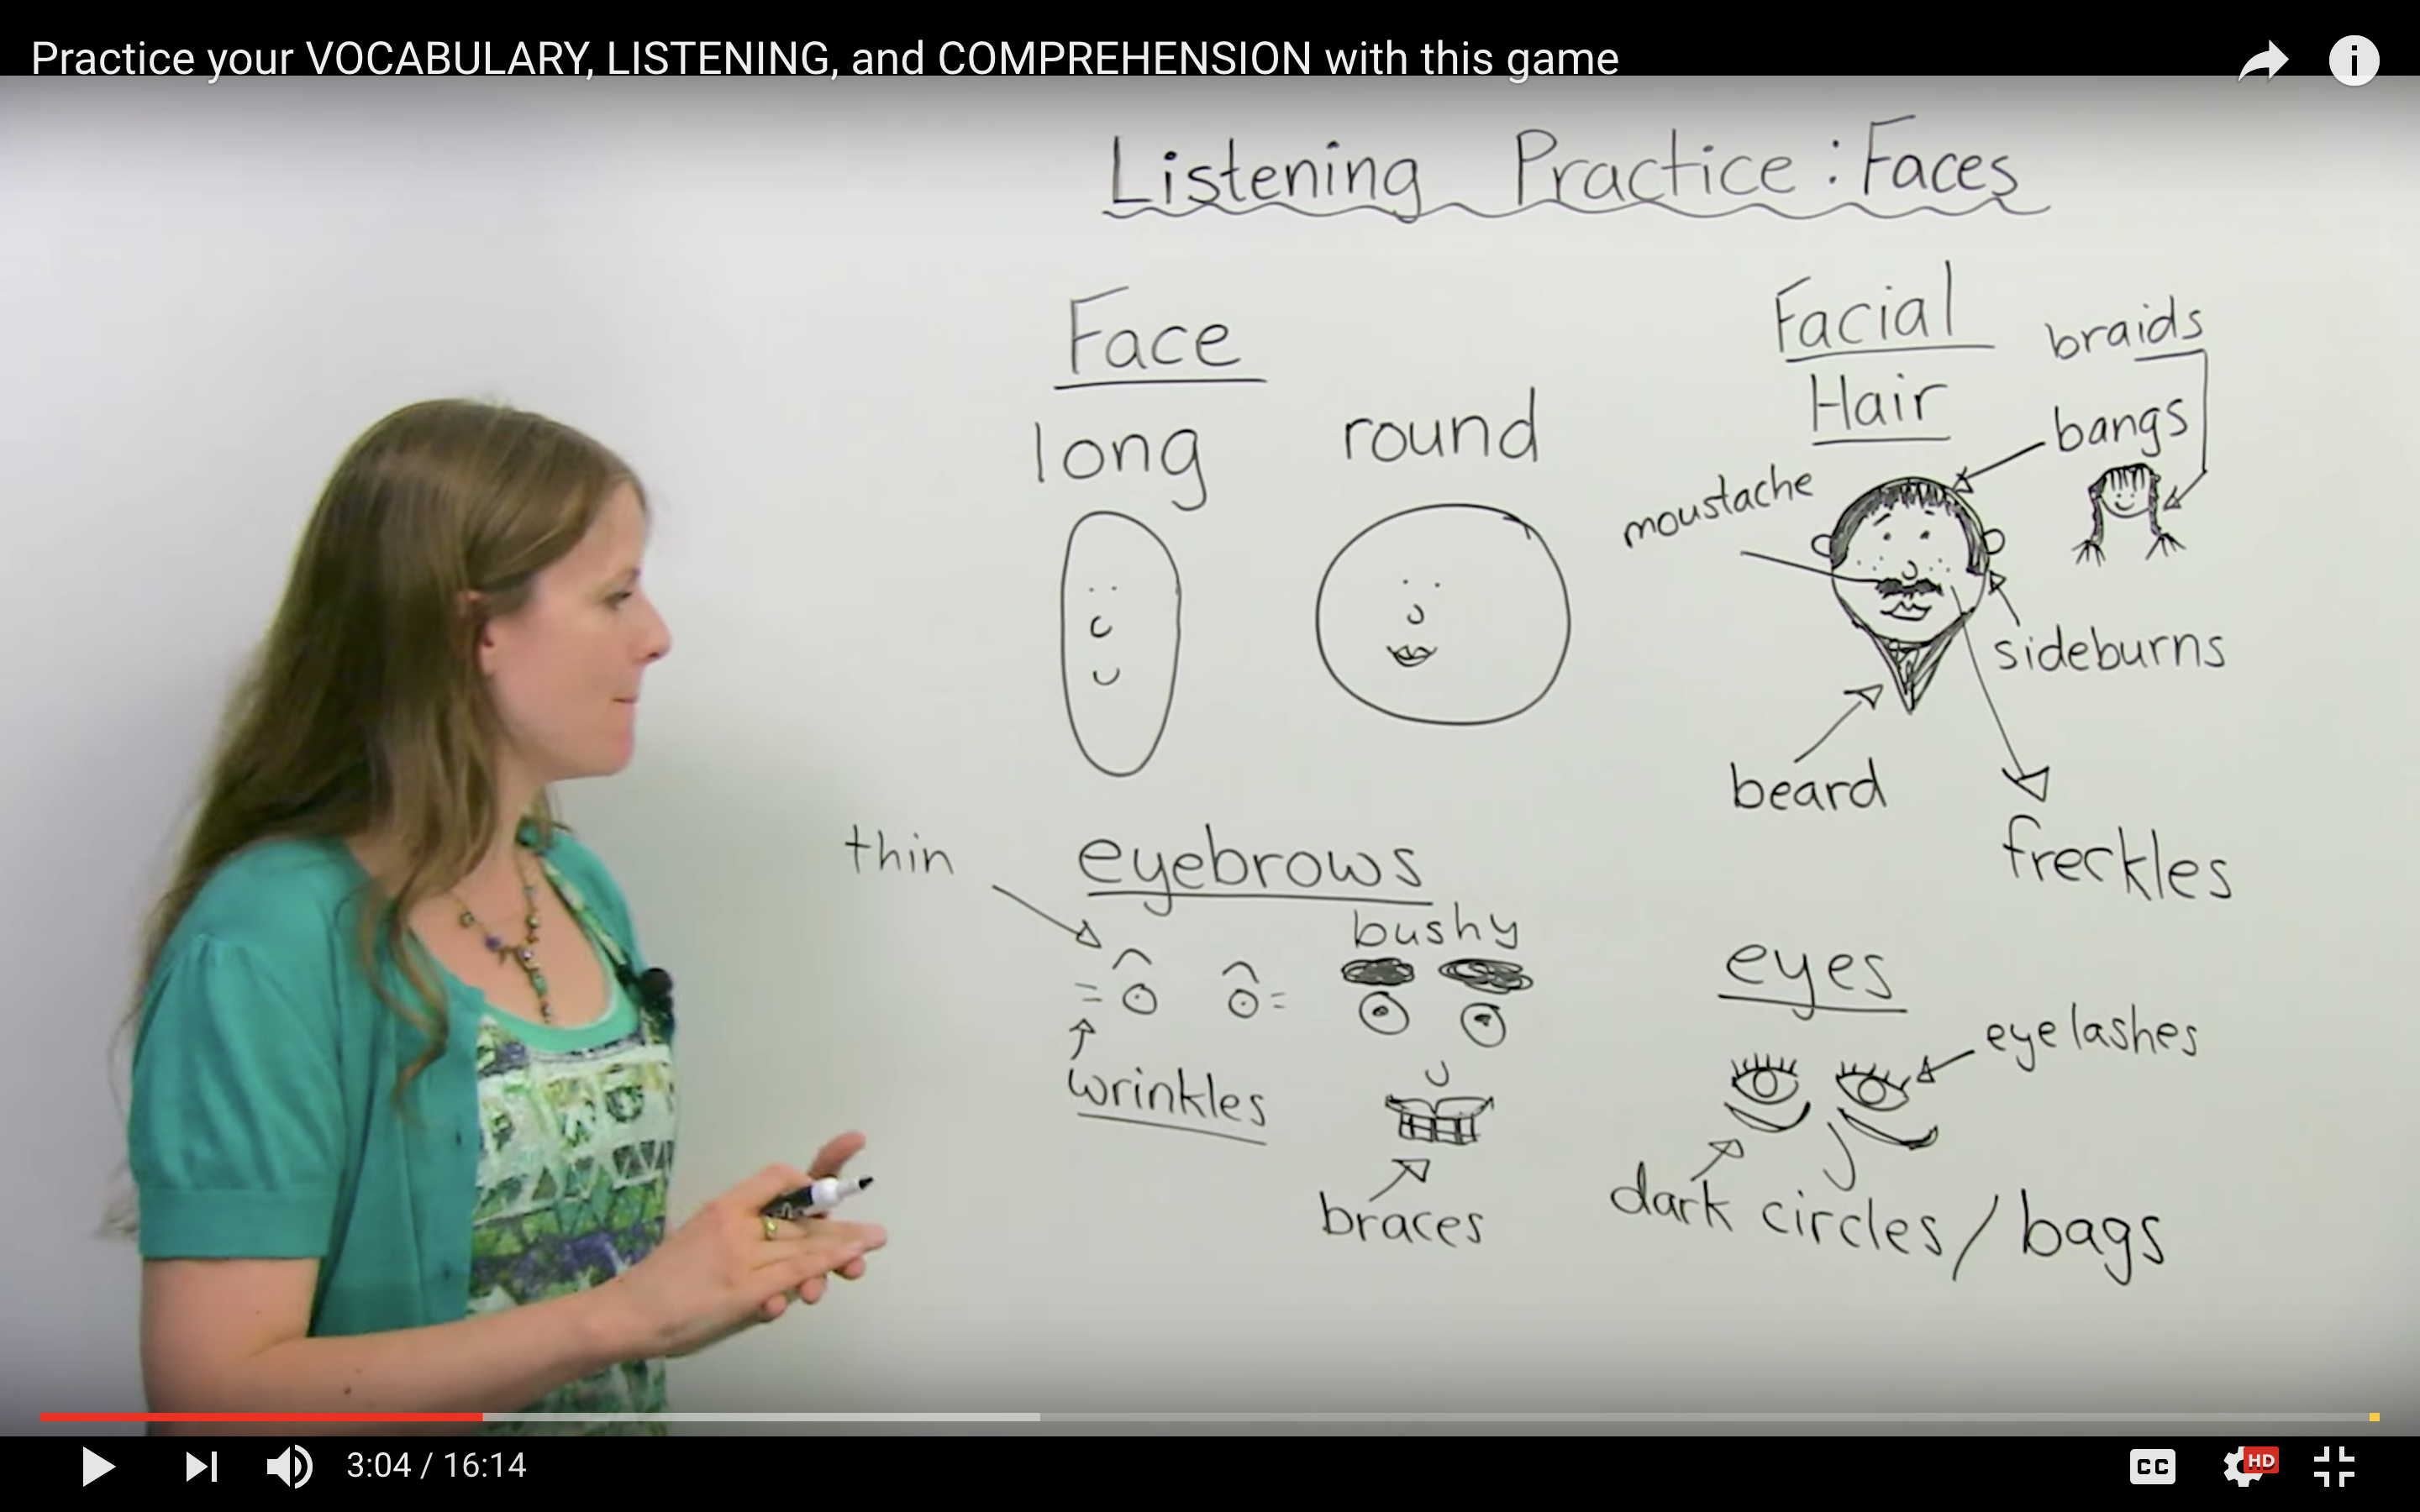 Practice your VOCABULARY, LISTENING, and COMPREHENSION with this game
Listening Practice : Faces
Face
long
round
Facial
Hair
braids
bangs
moustache
sideburns
beard
freckles
thin
eyebrows
bushy
wrinkles
braces
eyes
eyelashes
dark circles / bags
3:04 / 16:14
CC
HD